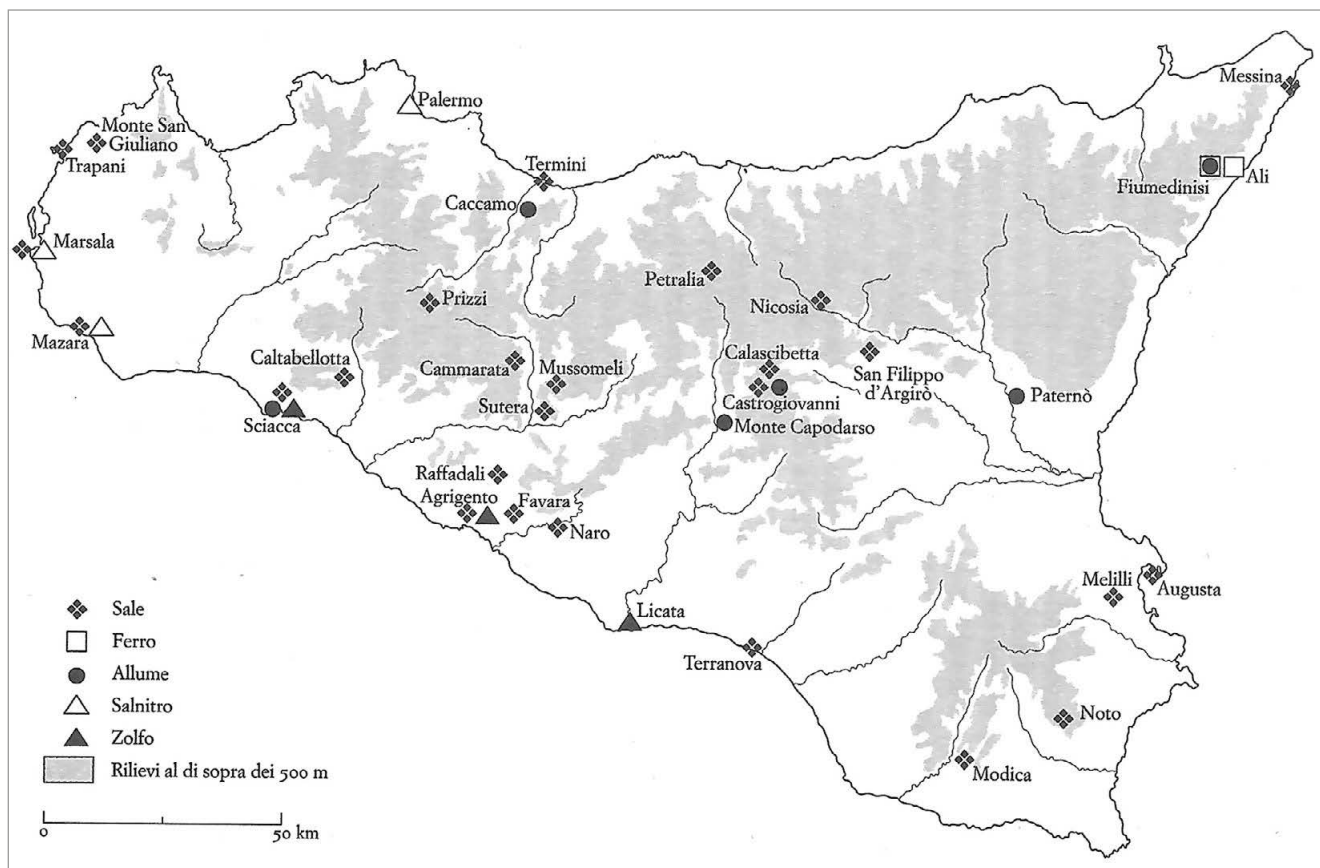 Messina
Palermo
Monte San
Giuliano
Trapani
Termini
Fiumedinisi
Alì
Caccamo
Marsala
Petralia
Prizzi
Nicosia
Mazara
Caltabellotta
Calascibetta
Cammarata
Mussomeli
San Filippo
d'Argirò
Sutera
Castrogiovanni
Paternò
Sciacca
Monte Capodarso
Raffadali
Agrigento
Favara
Naro
Melilli
Augusta
Licata
Terranova
Noto
Modica
Sale
Ferro
Allume
Salnitro
Zolfo
Rilievi al di sopra dei 500 m
0
50 km